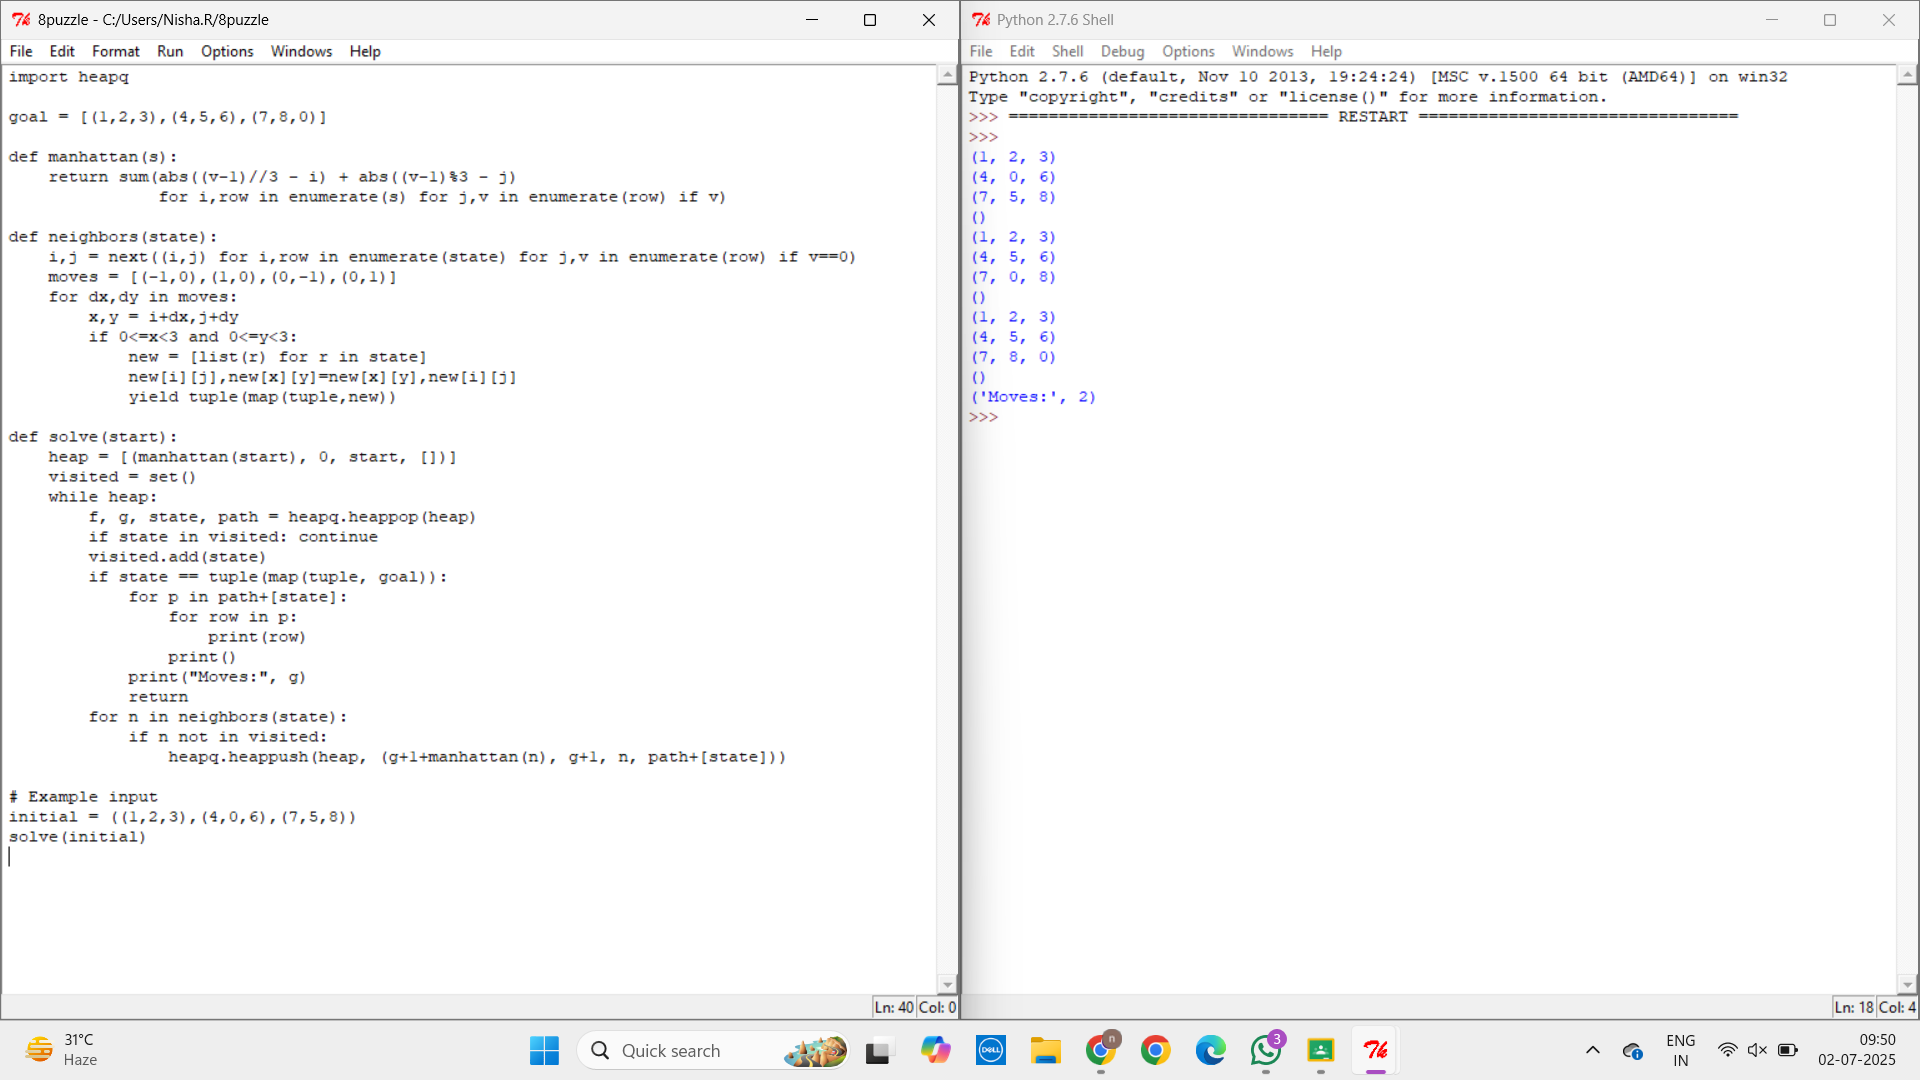 8puzzle - C:/Users/Nisha.R/8puzzle
File Edit Format Run Options Windows Help
import heapq

goal = [(1,2,3),(4,5,6),(7,8,0)]

def manhattan(s):
    return sum(abs((v-1)//3 - i) + abs((v-1)%3 - j)
               for i,row in enumerate(s) for j,v in enumerate(row) if v)

def neighbors(state):
    i,j = next((i,j) for i,row in enumerate(state) for j,v in enumerate(row) if v==0)
    moves = [(-1,0),(1,0),(0,-1),(0,1)]
    for dx,dy in moves:
        x,y = i+dx,j+dy
        if 0<=x<3 and 0<=y<3:
            new = [list(r) for r in state]
            new[i][j],new[x][y]=new[x][y],new[i][j]
            yield tuple(map(tuple,new))

def solve(start):
    heap = [(manhattan(start), 0, start, [])]
    visited = set()
    while heap:
        f, g, state, path = heapq.heappop(heap)
        if state in visited: continue
        visited.add(state)
        if state == tuple(map(tuple, goal)):
            for p in path+[state]:
                for row in p:
                    print(row)
                print()
            print("Moves:", g)
            return
        for n in neighbors(state):
            if n not in visited:
                heapq.heappush(heap, (g+1+manhattan(n), g+1, n, path+[state]))

# Example input
initial = ((1,2,3),(4,0,6),(7,5,8))
solve(initial)
Ln: 40 Col: 0
Python 2.7.6 Shell
File Edit Shell Debug Options Windows Help
Python 2.7.6 (default, Nov 10 2013, 19:24:24) [MSC v.1500 64 bit (AMD64)] on win32
Type "copyright", "credits" or "license()" for more information.
>>> ================================ RESTART ================================
>>>
(1, 2, 3)
(4, 0, 6)
(7, 5, 8)
()
(1, 2, 3)
(4, 5, 6)
(7, 0, 8)
()
(1, 2, 3)
(4, 5, 6)
(7, 8, 0)
()
('Moves:', 2)
>>>
Ln: 18 Col: 4
31°C
Haze
Quick search
DELL
n
3
ENG
IN
09:50
02-07-2025